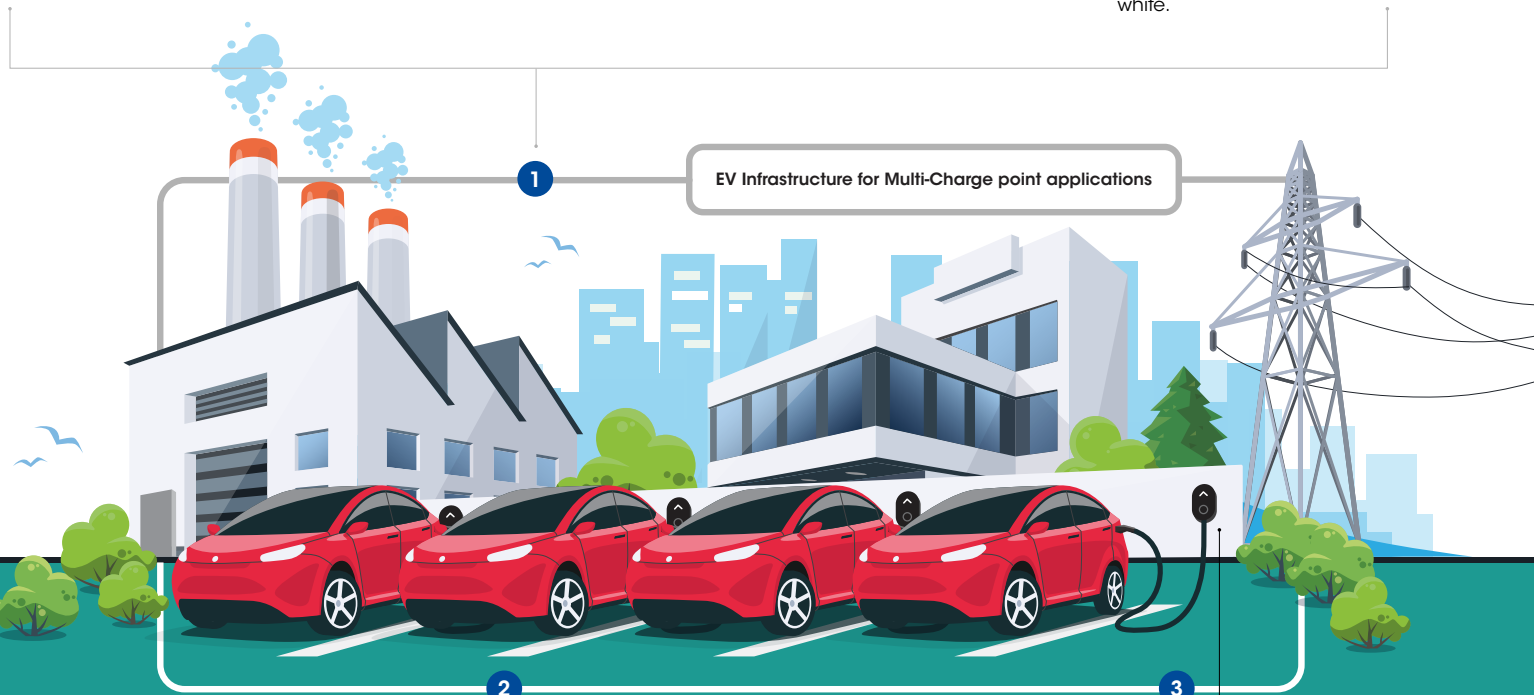 white.
1
EV Infrastructure for Multi-Charge point applications
2
3